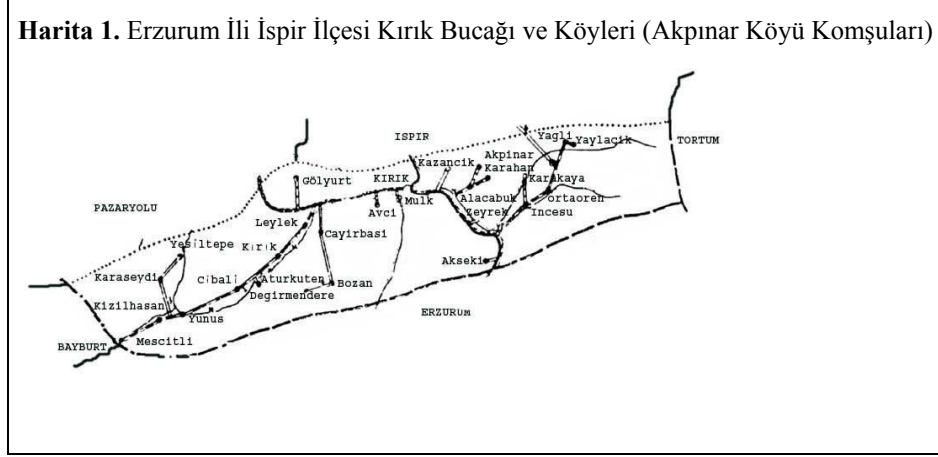 Harita 1. Erzurum İli İspir İlçesi Kırık Bucağı ve Köyleri (Akpınar Köyü Komşuları)
ISPIR
TORTUM
Yagli
Yaylacik
Kazancik
Akpinar
Karahan
Gölyurt
KIRIK
Karakaya
Mulk
Alacabuk
ortaoren
Avci
Zeyrek
Incesu
PAZARYOLU
Leylek
Cayirbasi
Yesiltepe
Kırık
Akseki
Karaseydi
Cibali
Aturkuten
Bozan
Degirmendere
Kizilhasan
Yunus
ERZURUM
Mescitli
BAYBURT